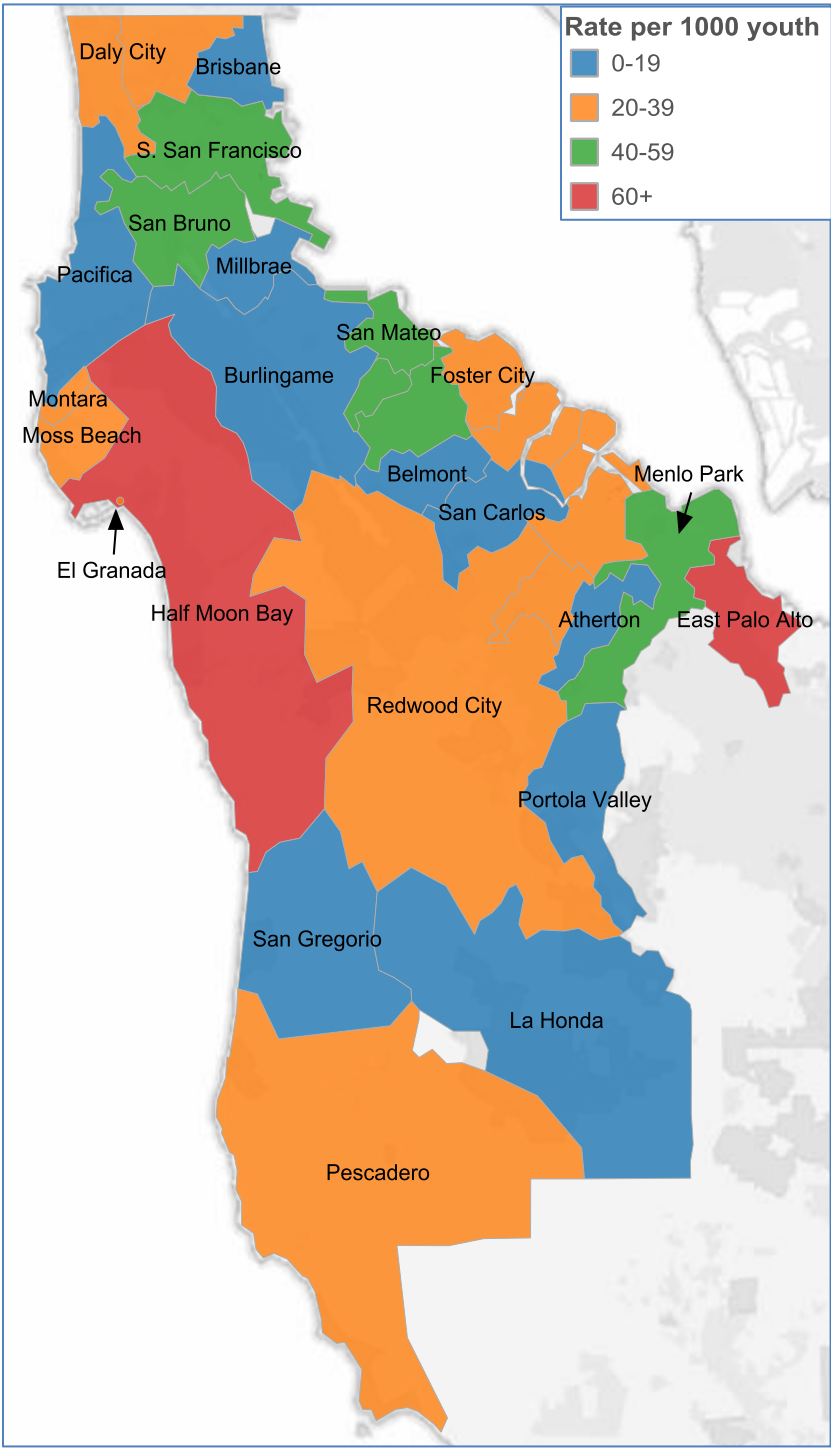 Rate per 1000 youth
0-19
20-39
40-59
60+
Daly City
Brisbane
S. San Francisco
San Bruno
Millbrae
Pacifica
San Mateo
Burlingame
Foster City
Montara
Moss Beach
Belmont
Menlo Park
San Carlos
El Granada
Half Moon Bay
Atherton
East Palo Alto
Redwood City
Portola Valley
San Gregorio
La Honda
Pescadero